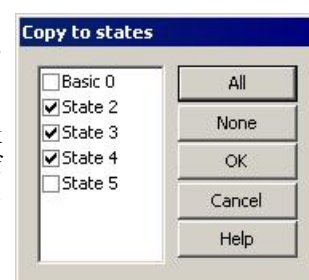 Copy to states
Basic 0
State 2
State 3
State 4
State 5
All
None
OK
Cancel
Help